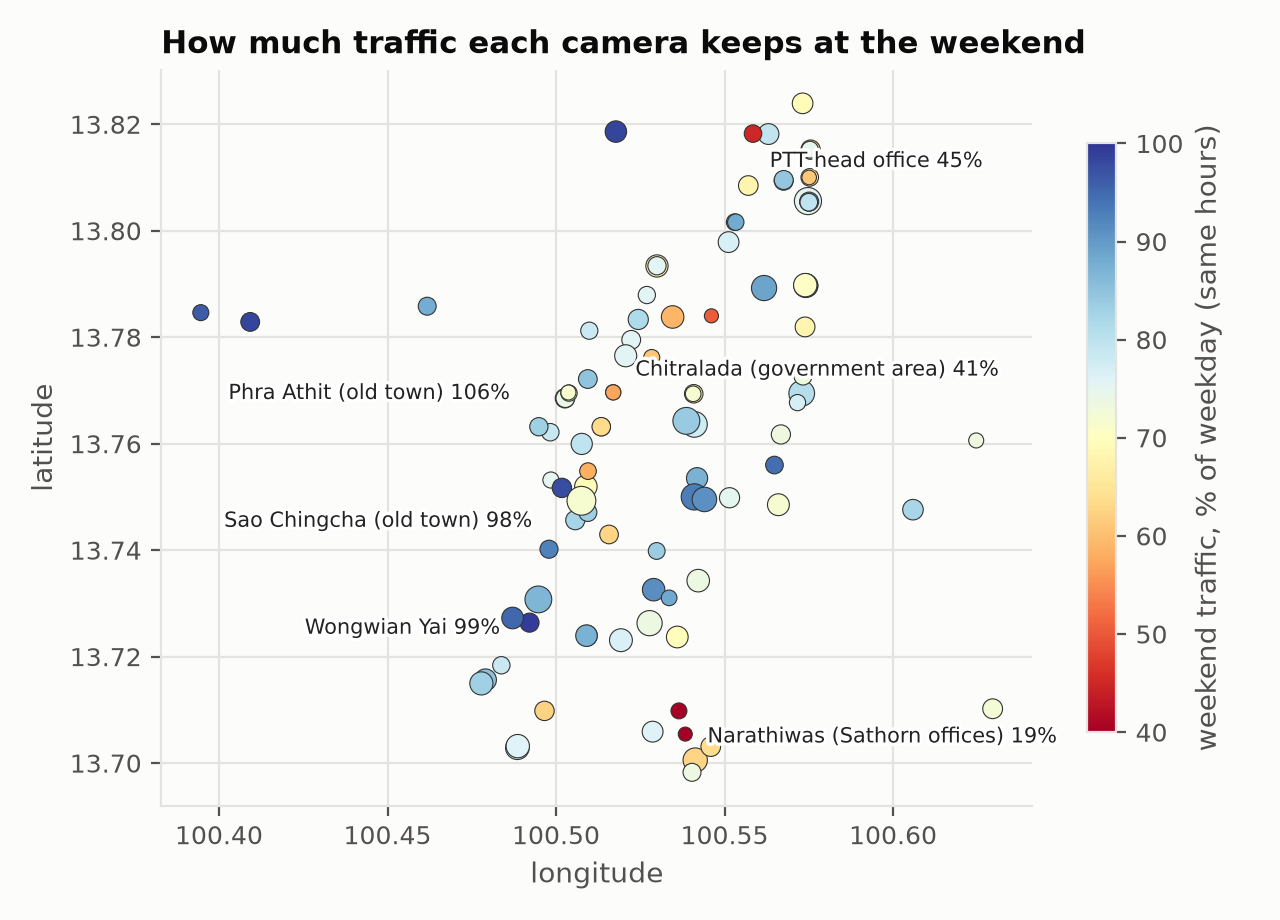 How much traffic each camera keeps at the weekend
13.82
13.80
13.78
13.76
13.74
13.72
13.70
latitude
PTT head office 45%
Chitralada (government area) 41%
Phra Athit (old town) 106%
Sao Chingcha (old town) 98%
Wongwian Yai 99%
Narathiwas (Sathorn offices) 19%
100.40
100.45
100.50
100.55
100.60
longitude
100
90
80
70
60
50
40
weekend traffic, % of weekday (same hours)